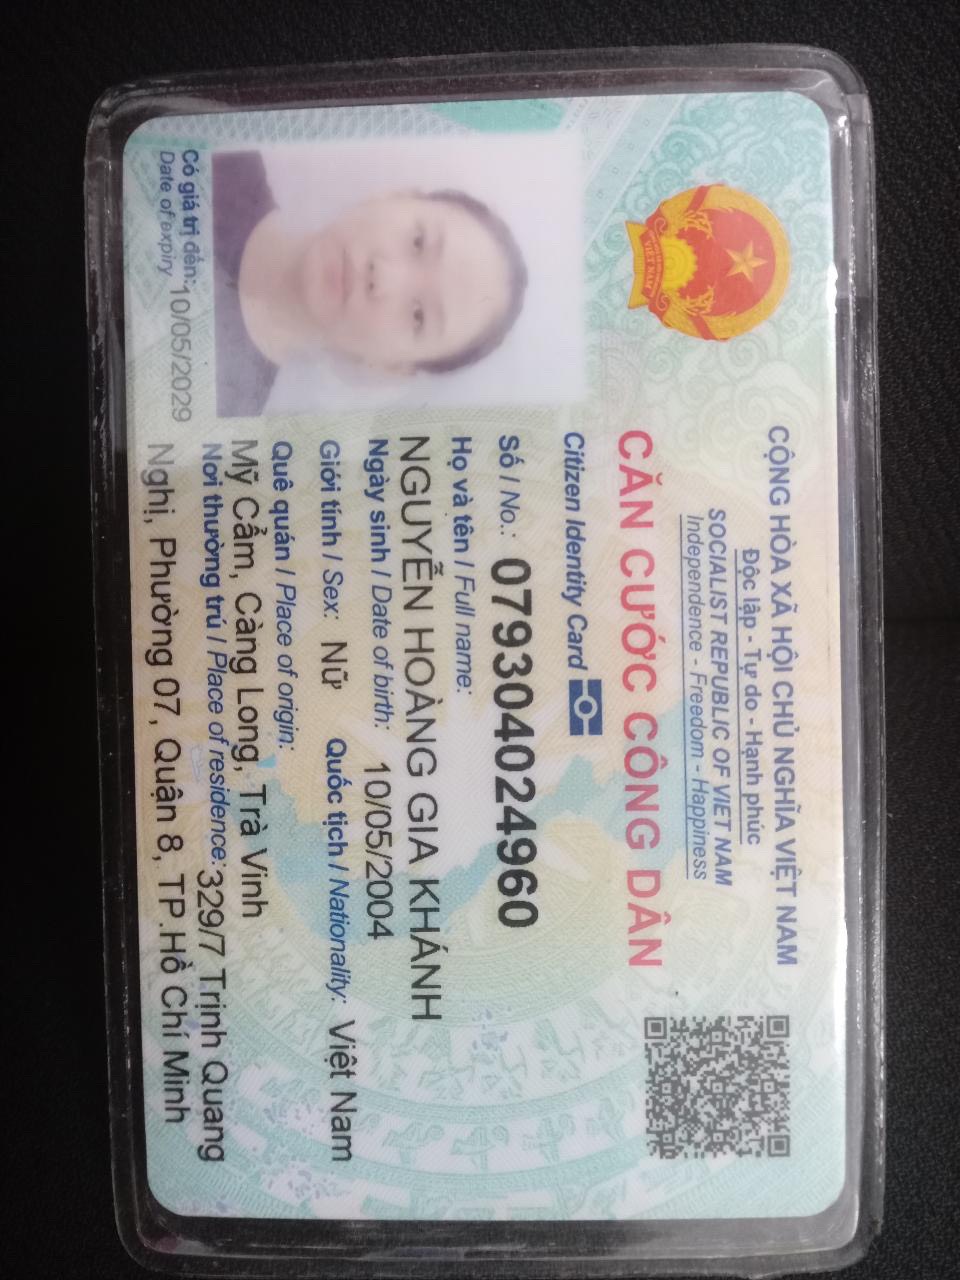 CỘNG HÒA XÃ HỘI CHỦ NGHĨA VIỆT NAM
Độc lập - Tự do - Hạnh phúc
SOCIALIST REPUBLIC OF VIET NAM
Independence - Freedom - Happiness
CĂN CƯỚC CÔNG DÂN
Citizen Identity Card
Số / No.: 079304024960
Họ và tên / Full name:
NGUYỄN HOÀNG GIA KHÁNH
Ngày sinh / Date of birth: 10/05/2004
Giới tính / Sex: Nữ Quốc tịch / Nationality: Việt Nam
Quê quán / Place of origin:
Mỹ Cẩm, Càng Long, Trà Vinh
Nơi thường trú / Place of residence: 329/7 Trịnh Quang
Nghị, Phường 07, Quận 8, TP.Hồ Chí Minh
Có giá trị đến: 10/05/2029
Date of expiry
VIỆT NAM